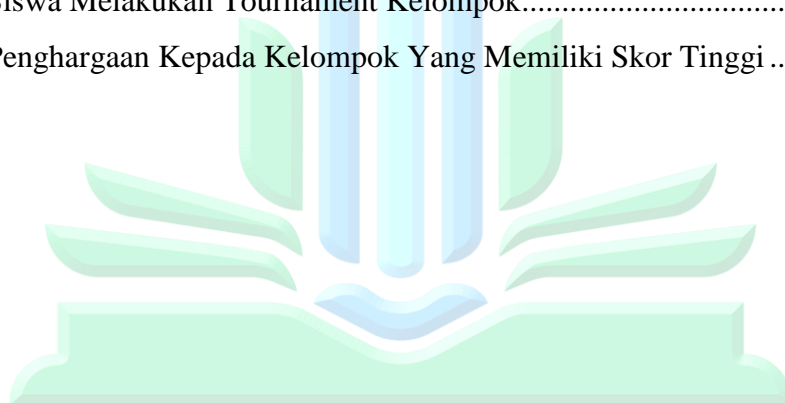 Siswa Melakukan Tournament Kelompok.................................
Penghargaan Kepada Kelompok Yang Memiliki Skor Tinggi ..